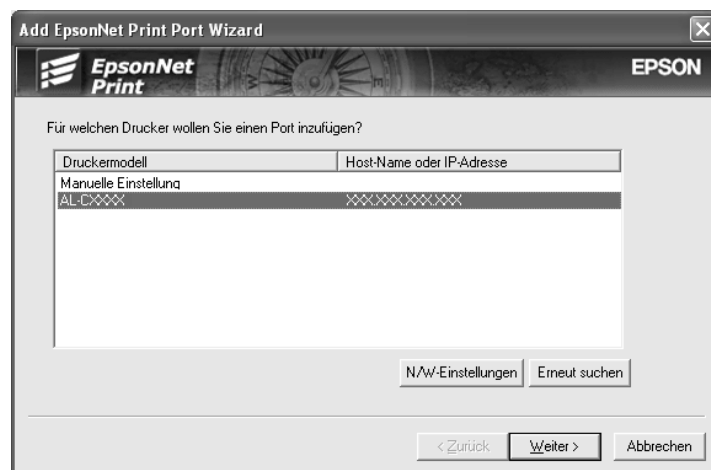 Add EpsonNet Print Port Wizard
EpsonNet
Print
EPSON
Für welchen Drucker wollen Sie einen Port inzufügen?
Druckermodell Host-Name oder IP-Adresse
Manuelle Einstellung
AL-CXXXX XXX.XXX.XXX.XXX
N/W-Einstellungen Erneut suchen
< Zurück Weiter > Abbrechen